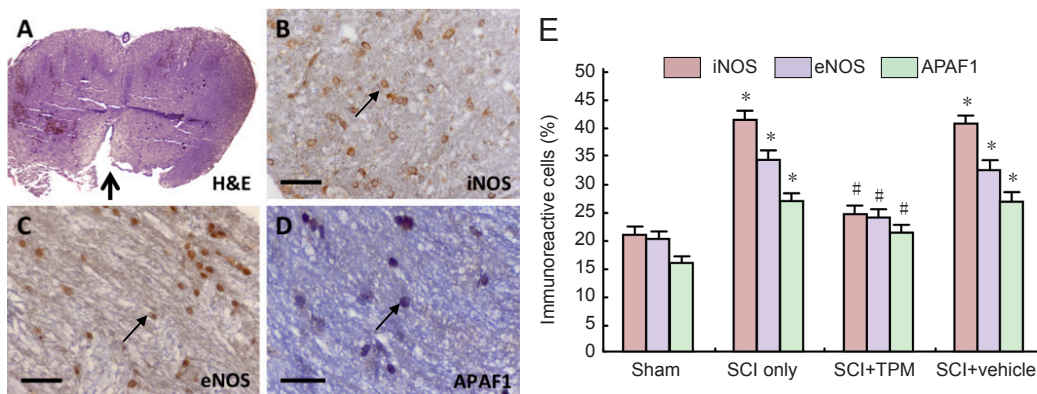 A
H&E
B
iNOS
C
eNOS
D
APAF1
E
iNOS eNOS APAF1
Immunoreactive cells (%)
50
45
40
35
30
25
20
15
10
5
0
* * *
# # #
* * *
Sham SCI only SCI+TPM SCI+vehicle